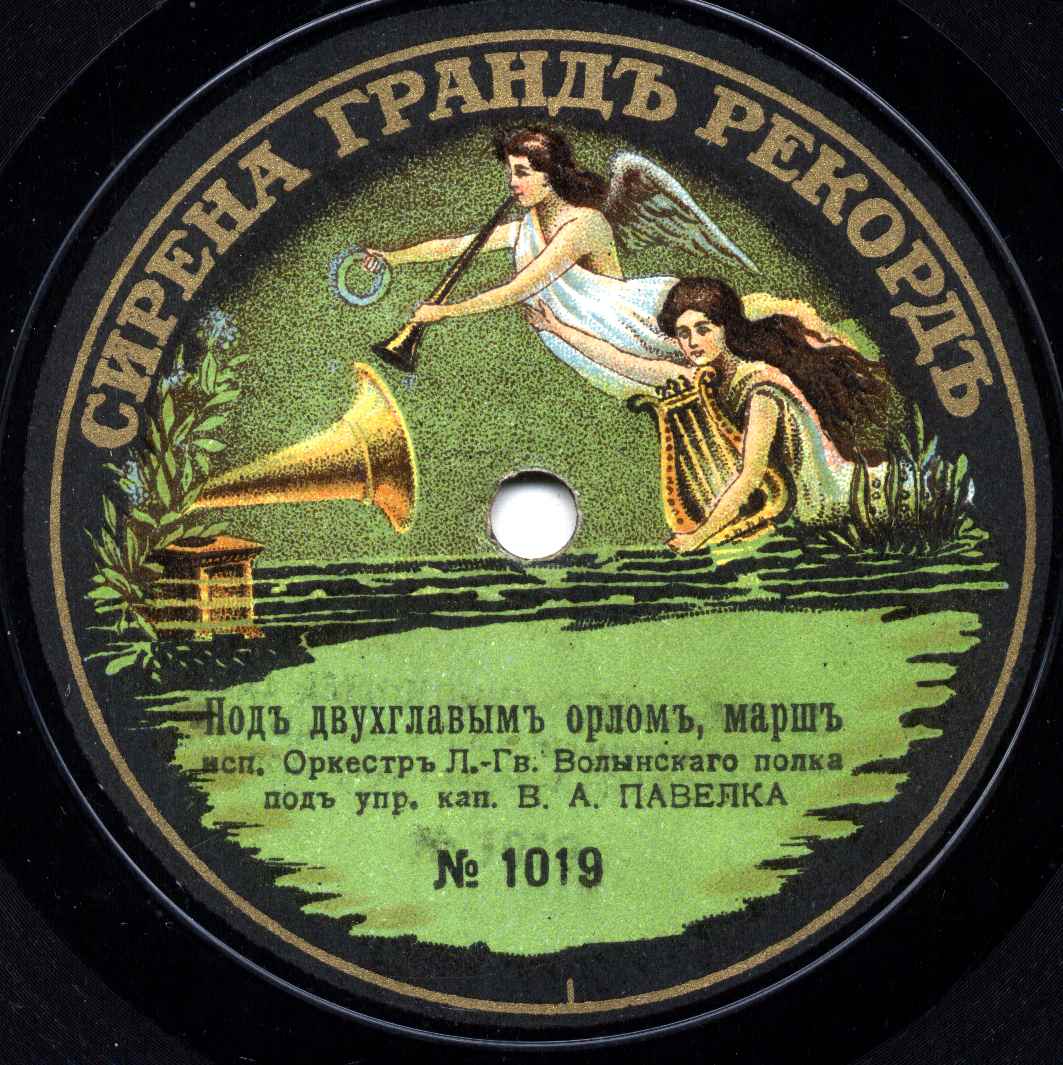 СИРЕНА ГРАНДЪ РЕКОРДЪ
Подъ двухглавымъ орломъ, маршъ
исп. Оркестръ Л.-Гв. Волынскаго полка
подъ упр. кап. В. А. ПАВЕЛКА
№ 1019